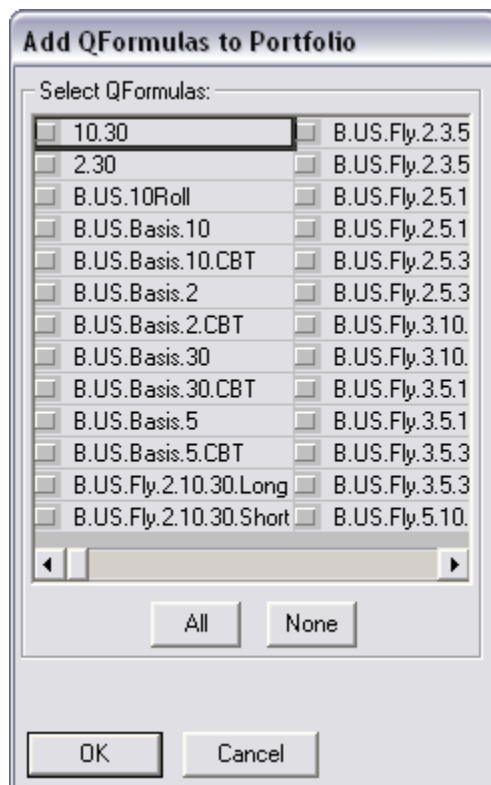 Add QFormulas to Portfolio
Select QFormulas:
10.30
2.30
B.US.10Roll
B.US.Basis.10
B.US.Basis.10.CBT
B.US.Basis.2
B.US.Basis.2.CBT
B.US.Basis.30
B.US.Basis.30.CBT
B.US.Basis.5
B.US.Basis.5.CBT
B.US.Fly.2.10.30.Long
B.US.Fly.2.10.30.Short
B.US.Fly.2.3.5
B.US.Fly.2.3.5
B.US.Fly.2.5.1
B.US.Fly.2.5.1
B.US.Fly.2.5.3
B.US.Fly.2.5.3
B.US.Fly.3.10.
B.US.Fly.3.10.
B.US.Fly.3.5.1
B.US.Fly.3.5.1
B.US.Fly.3.5.3
B.US.Fly.3.5.3
B.US.Fly.5.10.
All None
OK Cancel